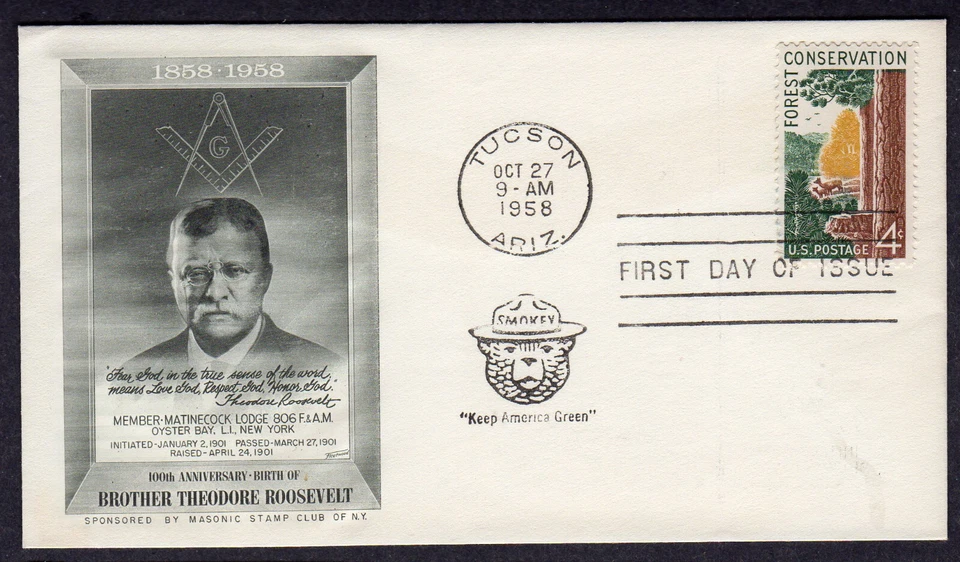 1858·1958
G
"Fear God, in the true sense of the word,
means Love God, Respect God, Honor God."
Theodore Roosevelt
MEMBER·MATINECOCK LODGE 806 F.&A.M.
OYSTER BAY, L.I., NEW YORK
INITIATED-JANUARY 2, 1901 PASSED-MARCH 27, 1901
RAISED-APRIL 24, 1901
Fleetwood
100th ANNIVERSARY·BIRTH OF
BROTHER THEODORE ROOSEVELT
SPONSORED BY MASONIC STAMP CLUB OF N.Y.
TUCSON
OCT 27
9-AM
1958
ARIZ.
SMOKEY
"Keep America Green"
FOREST CONSERVATION
U.S. POSTAGE 4¢
FIRST DAY OF ISSUE